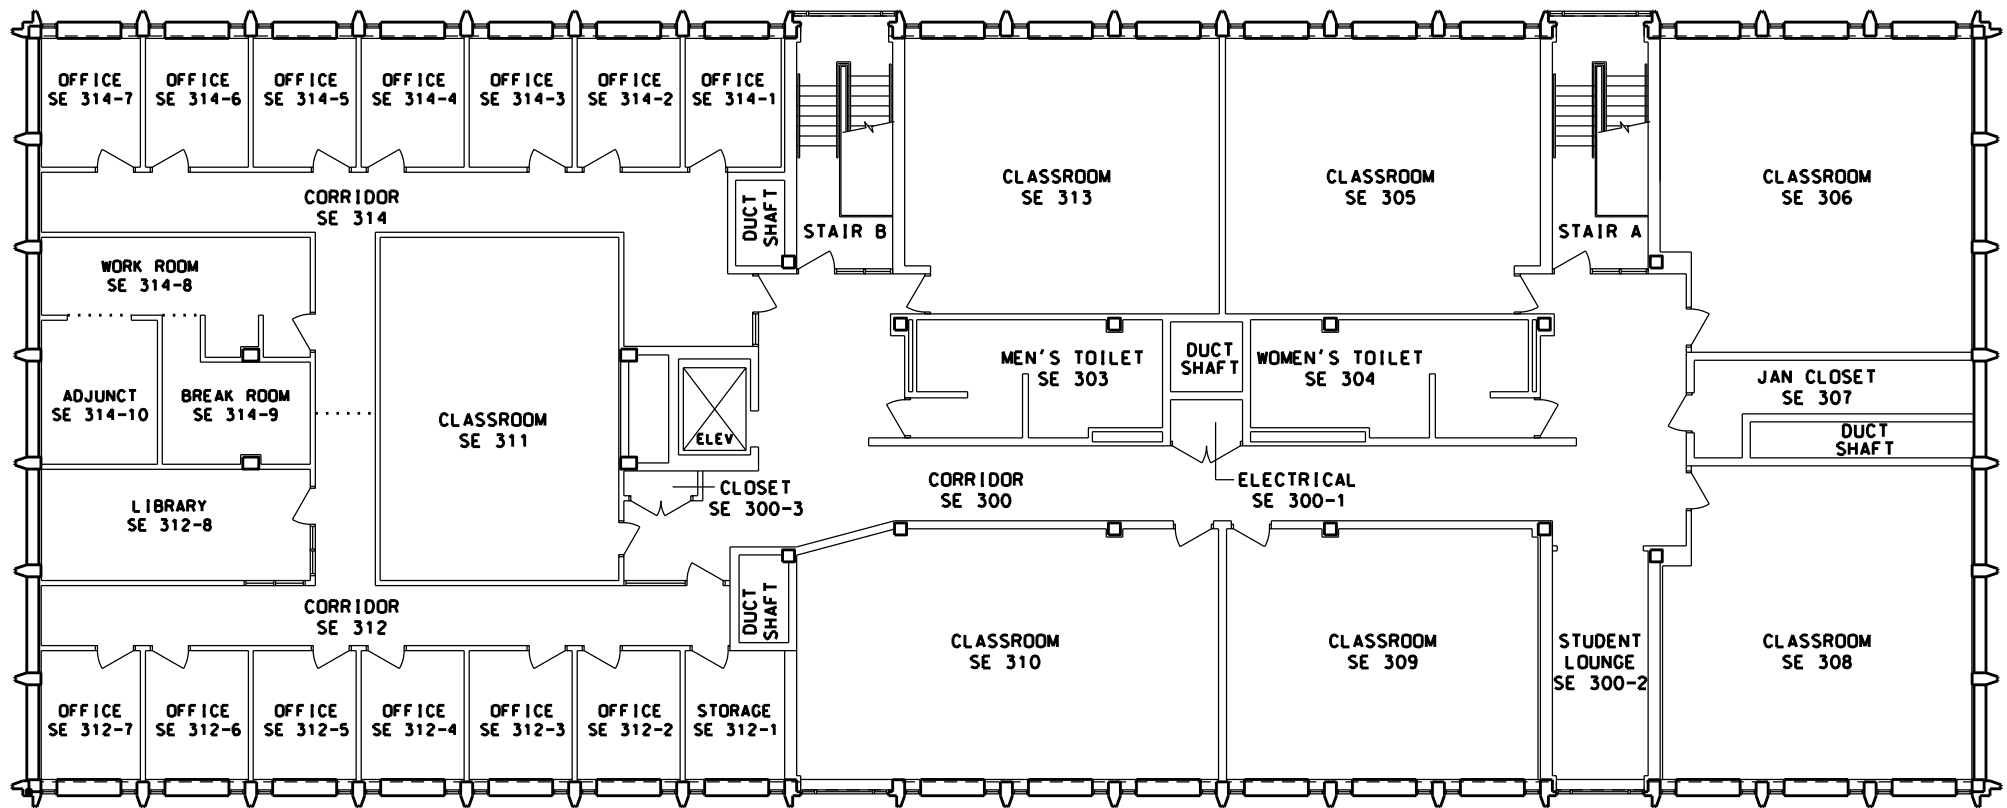 OFFICE
SE 314-7
OFFICE
SE 314-6
OFFICE
SE 314-5
OFFICE
SE 314-4
OFFICE
SE 314-3
OFFICE
SE 314-2
OFFICE
SE 314-1
CORRIDOR
SE 314
DUCT
SHAFT
STAIR B
CLASSROOM
SE 313
CLASSROOM
SE 305
STAIR A
CLASSROOM
SE 306
WORK ROOM
SE 314-8
ADJUNCT
SE 314-10
BREAK ROOM
SE 314-9
CLASSROOM
SE 311
ELEV
MEN'S TOILET
SE 303
DUCT
SHAFT
WOMEN'S TOILET
SE 304
JAN CLOSET
SE 307
DUCT
SHAFT
LIBRARY
SE 312-8
CLOSET
SE 300-3
CORRIDOR
SE 300
ELECTRICAL
SE 300-1
CORRIDOR
SE 312
DUCT
SHAFT
CLASSROOM
SE 310
CLASSROOM
SE 309
STUDENT
LOUNGE
SE 300-2
CLASSROOM
SE 308
OFFICE
SE 312-7
OFFICE
SE 312-6
OFFICE
SE 312-5
OFFICE
SE 312-4
OFFICE
SE 312-3
OFFICE
SE 312-2
STORAGE
SE 312-1